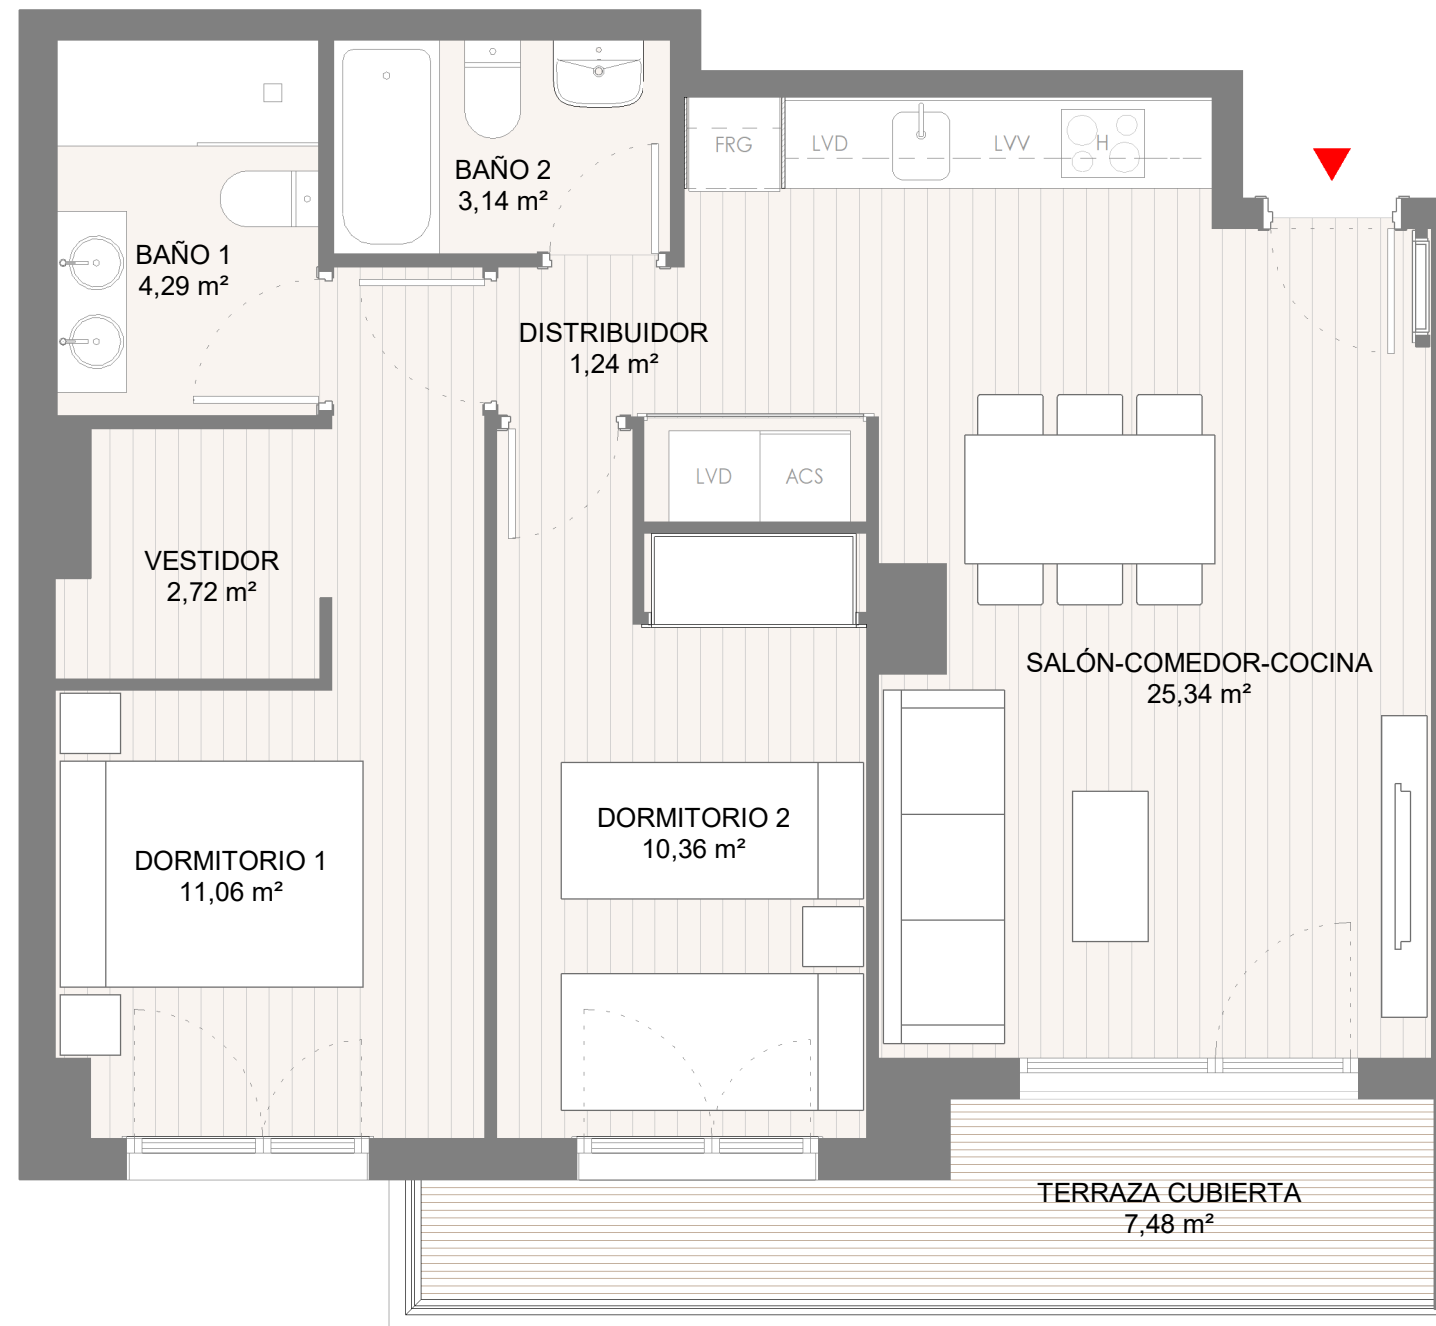 BAÑO 2
3,14 m²
FRG
LVD
LVV
H
BAÑO 1
4,29 m²
DISTRIBUIDOR
1,24 m²
LVD
ACS
VESTIDOR
2,72 m²
SALÓN-COMEDOR-COCINA
25,34 m²
DORMITORIO 2
10,36 m²
DORMITORIO 1
11,06 m²
TERRAZA CUBIERTA
7,48 m²